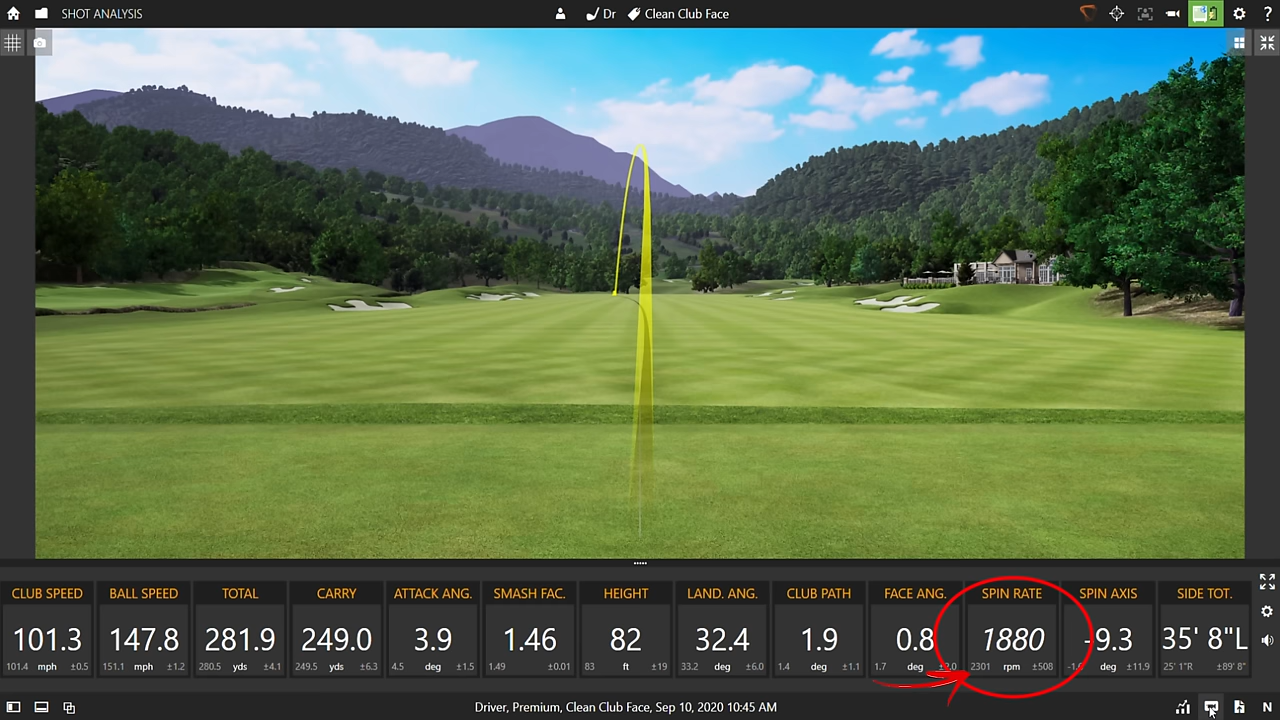 SHOT ANALYSIS
Dr
Clean Club Face
?
CLUB SPEED BALL SPEED TOTAL CARRY ATTACK ANG. SMASH FAC. HEIGHT LAND. ANG. CLUB PATH FACE ANG. SPIN RATE SPIN AXIS SIDE TOT.
101.3 147.8 281.9 249.0 3.9 1.46 82 32.4 1.9 0.8 1880 -9.3 35' 8"L
101.4 mph ±0.5 151.1 mph ±1.2 280.5 yds ±4.1 249.5 yds ±6.3 4.5 deg ±1.5 1.49 ±0.01 83 ft ±19 33.2 deg ±6.0 1.4 deg ±1.1 1.7 deg 2301 rpm ±508 deg ±11.9 25' 1"R ±89' 8"
Driver, Premium, Clean Club Face, Sep 10, 2020 10:45 AM
N